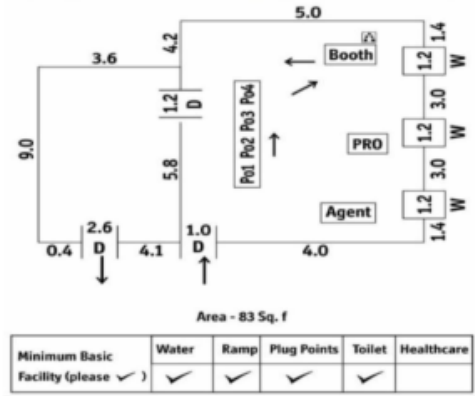 5.0
4.2
1.4
3.6
Booth
1.2
W
1.2
D
Po1 Po2 Po3 Po4
3.0
9.0
PRO
1.2
W
5.8
3.0
Agent
1.2
W
2.6
1.0
1.4
0.4
D
4.1
D
4.0
Area - 83 Sq. f
Minimum Basic Facility (please ✓)
Water
Ramp
Plug Points
Toilet
Healthcare
✓ ✓ ✓ ✓